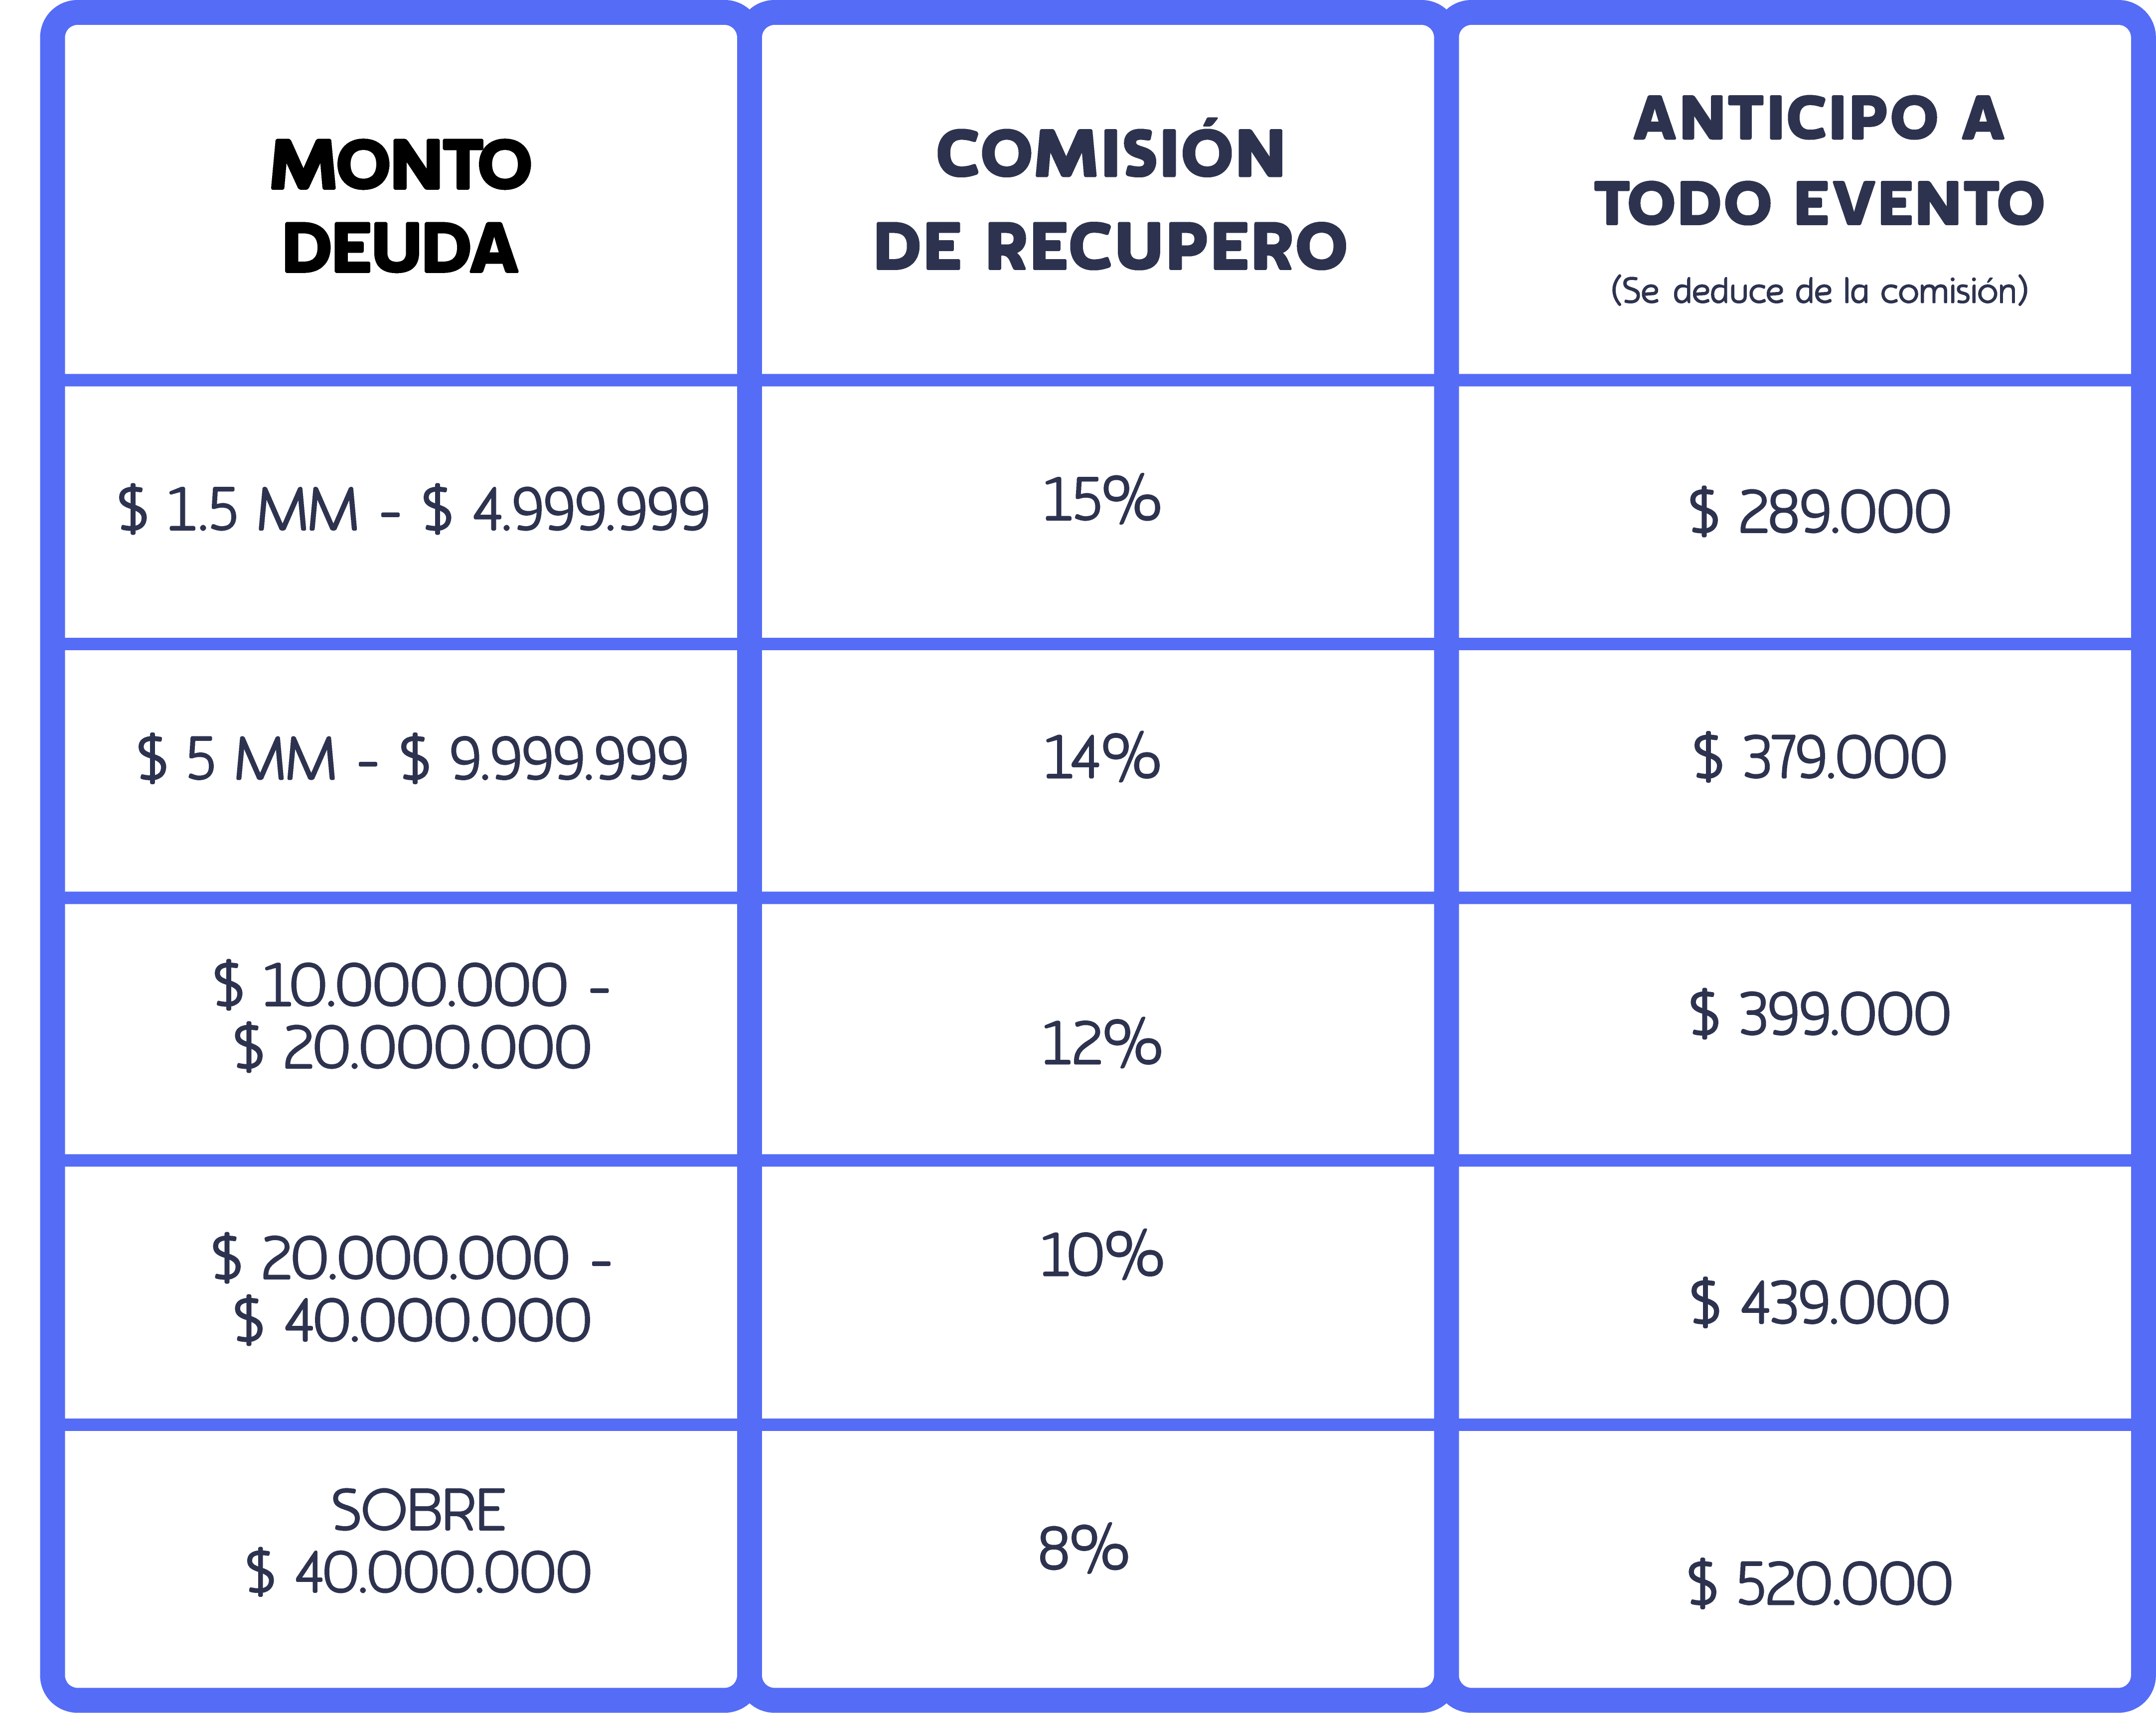 MONTO
DEUDA
COMISIÓN
DE RECUPERO
ANTICIPO A
TODO EVENTO
(Se deduce de la comisión)
$ 1.5 MM - $ 4.999.999
15%
$ 289.000
$ 5 MM - $ 9.999.999
14%
$ 379.000
$ 10.000.000 -
$ 20.000.000
12%
$ 399.000
$ 20.000.000 -
$ 40.000.000
10%
$ 439.000
SOBRE
$ 40.000.000
8%
$ 520.000